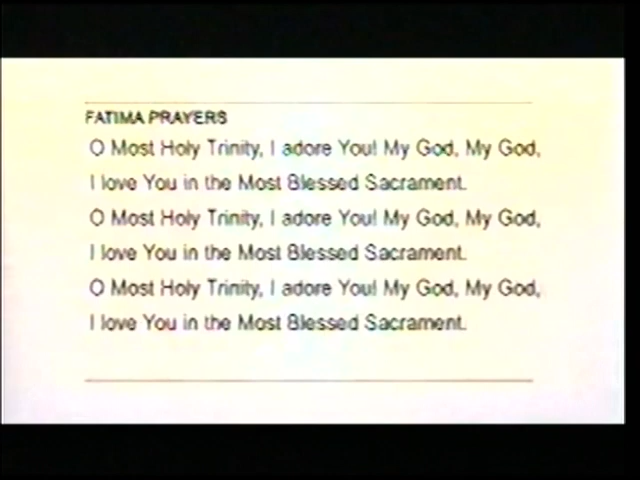 FATIMA PRAYERS
O Most Holy Trinity, I adore You! My God, My God,
I love You in the Most Blessed Sacrament.
O Most Holy Trinity, I adore You! My God, My God,
I love You in the Most Blessed Sacrament.
O Most Holy Trinity, I adore You! My God, My God,
I love You in the Most Blessed Sacrament.